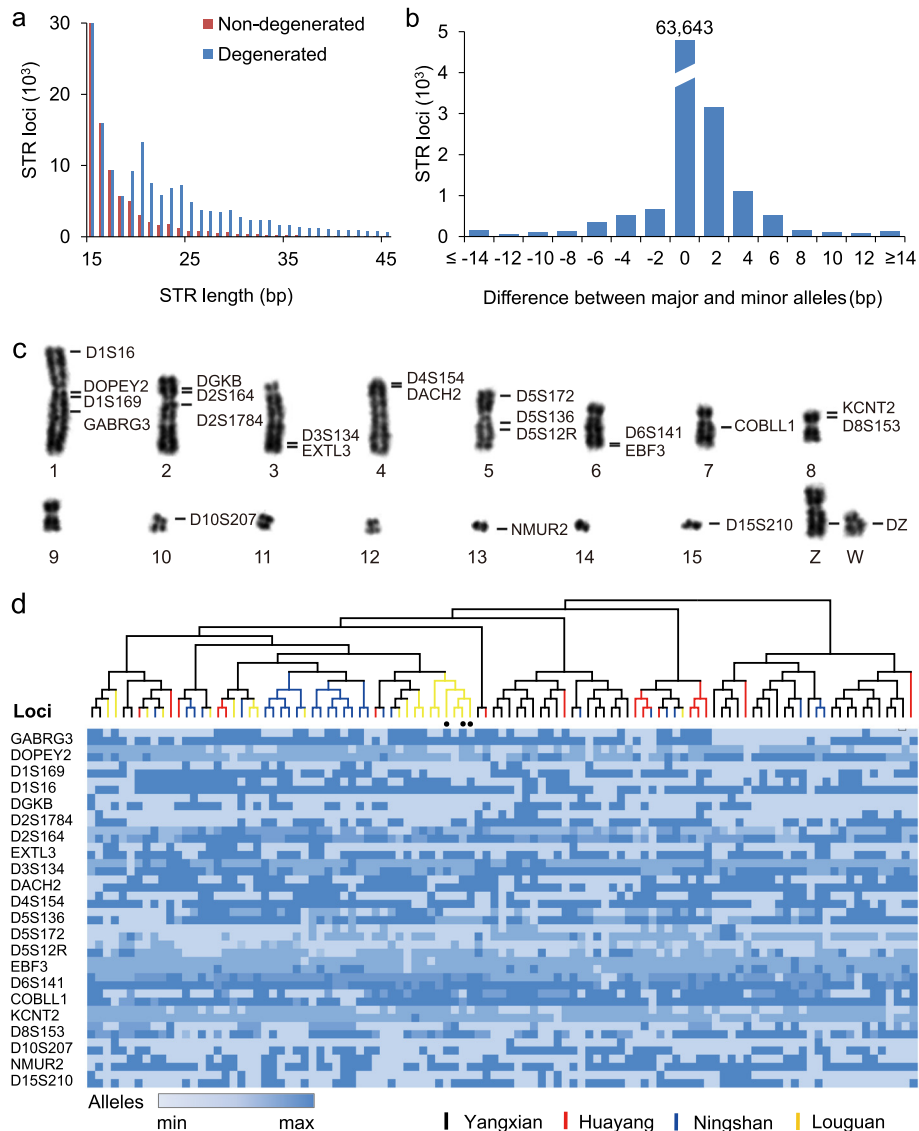 a
30
20
10
0
STR loci (10³)
Non-degenerated
Degenerated
15
25
35
45
STR length (bp)
b
63,643
5
4
3
2
1
0
STR loci (10³)
≤ -14
-12
-10
-8
-6
-4
-2
0
2
4
6
8
10
12
≥14
Difference between major and minor alleles (bp)
c
D1S16
DOPEY2
D1S169
GABRG3
1
DGKB
D2S164
D2S1784
2
D3S134
EXTL3
3
D4S154
DACH2
4
D5S172
D5S136
D5S12R
5
D6S141
EBF3
6
COBLL1
7
KCNT2
D8S153
8
9
D10S207
10
11
12
NMUR2
13
14
D15S210
15
Z
W
DZ
d
Loci
GABRG3
DOPEY2
D1S169
D1S16
DGKB
D2S1784
D2S164
EXTL3
D3S134
DACH2
D4S154
D5S136
D5S172
D5S12R
EBF3
D6S141
COBLL1
KCNT2
D8S153
D10S207
NMUR2
D15S210
Alleles
min
max
Yangxian
Huayang
Ningshan
Louguan